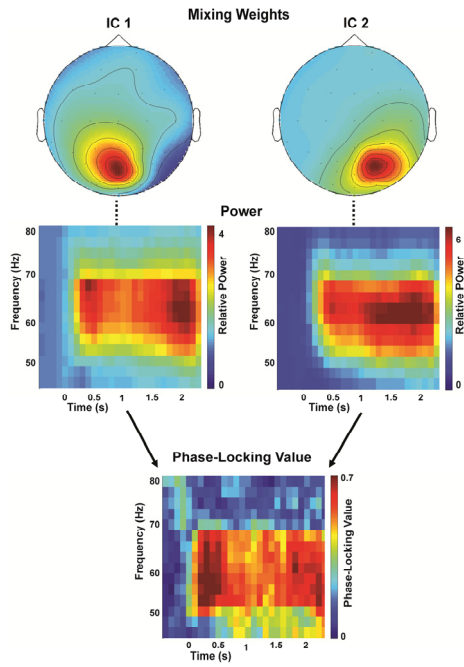 Mixing Weights
IC 1
IC 2
Power
80
70
60
50
Frequency (Hz)
0 0.5 1 1.5 2
Time (s)
4
0
Relative POwer
80
70
60
50
Frequency (Hz)
0 0.5 1 1.5 2
Time (s)
6
0
Relative POwer
Phase-Locking Value
80
70
60
50
Frequency (Hz)
0 0.5 1 1.5 2
Time (s)
0.7
0
Phase-Locking Value